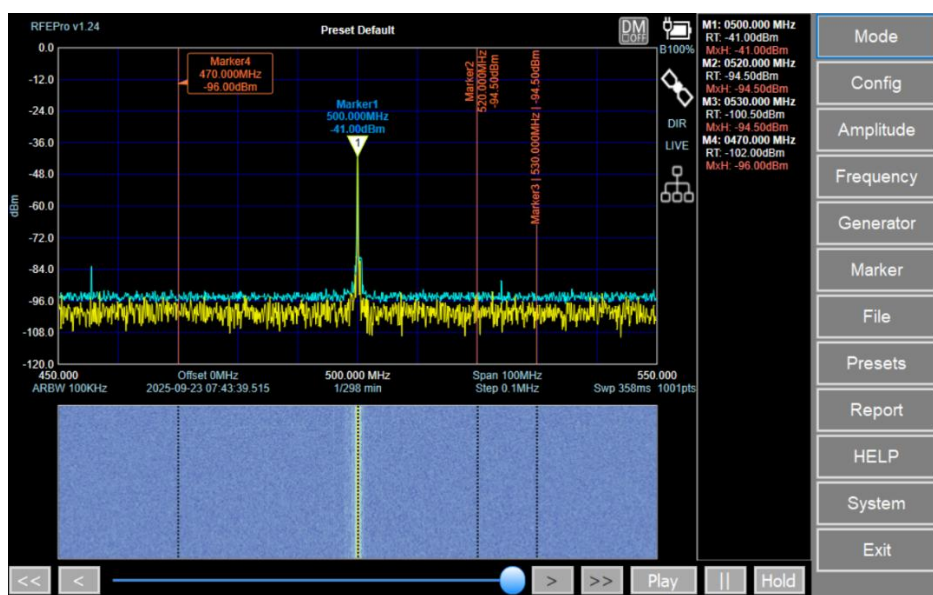 RFEPro v1.24
Preset Default
DM
OFF
B100%
DIR
LIVE
dBm
0.0
-12.0
-24.0
-36.0
-48.0
-60.0
-72.0
-84.0
-96.0
-108.0
-120.0
Marker4
470.000MHz
-96.00dBm
Marker1
500.000MHz
-41.00dBm
1
Marker2
520.000MHz
-94.50dBm
Marker3 | 530.000MHz | -94.50dBm
450.000
Offset 0MHz
500.000 MHz
Span 100MHz
550.000
ARBW 100KHz
2025-09-23 07:43:39.515
1/298 min
Step 0.1MHz
Swp 358ms 1001pts
M1: 0500.000 MHz
RT: -41.00dBm
MxH: -41.00dBm
M2: 0520.000 MHz
RT: -94.50dBm
MxH: -94.50dBm
M3: 0530.000 MHz
RT: -100.50dBm
MxH: -94.50dBm
M4: 0470.000 MHz
RT: -102.00dBm
MxH: -96.00dBm
Mode
Config
Amplitude
Frequency
Generator
Marker
File
Presets
Report
HELP
System
Exit
<<
<
>
>>
Play
||
Hold